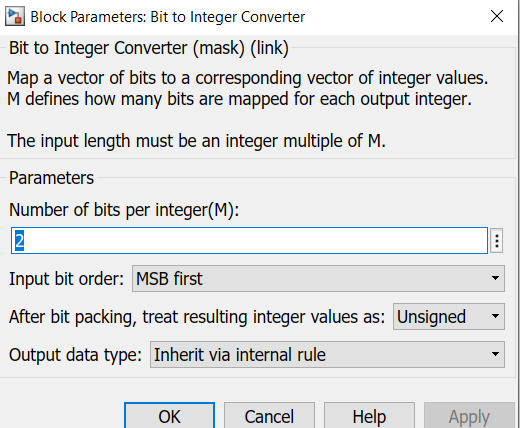 Block Parameters: Bit to Integer Converter
Bit to Integer Converter (mask) (link)
Map a vector of bits to a corresponding vector of integer values.
M defines how many bits are mapped for each output integer.
The input length must be an integer multiple of M.
Parameters
Number of bits per integer(M):
2
Input bit order: MSB first
After bit packing, treat resulting integer values as: Unsigned
Output data type: Inherit via internal rule
OK Cancel Help Apply